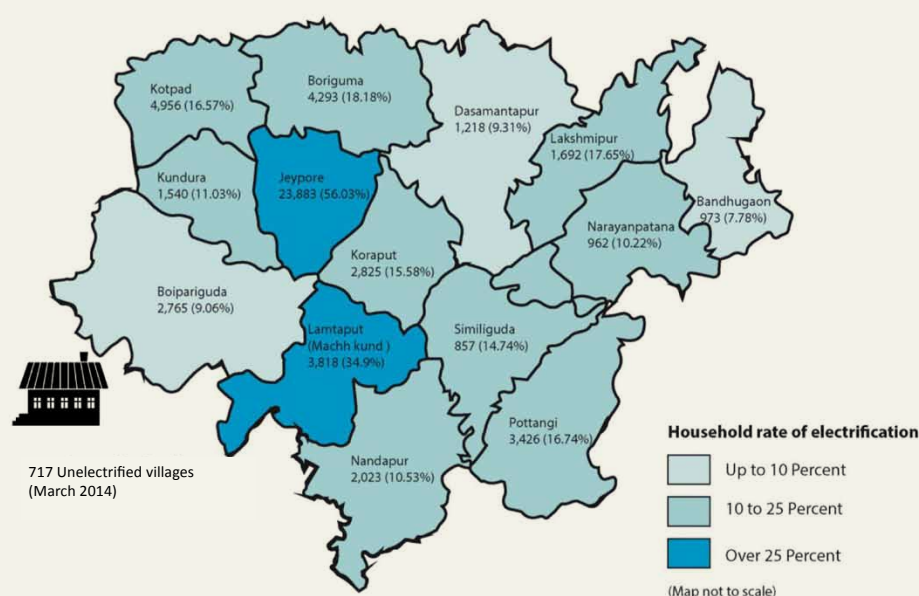 Kotpad
4,956 (16.57%)
Boriguma
4,293 (18.18%)
Dasamantapur
1,218 (9.31%)
Lakshmipur
1,692 (17.65%)
Kundura
1,540 (11.03%)
Jeypore
23,883 (56.03%)
Bandhugaon
973 (7.78%)
Narayanpatana
962 (10.22%)
Koraput
2,825 (15.58%)
Boipariguda
2,765 (9.06%)
Lamtaput
(Machh kund )
3,818 (34.9%)
Similiguda
857 (14.74%)
Pottangi
3,426 (16.74%)
Nandapur
2,023 (10.53%)
717 Unelectrified villages
(March 2014)
Household rate of electrification
Up to 10 Percent
10 to 25 Percent
Over 25 Percent
(Map not to scale)